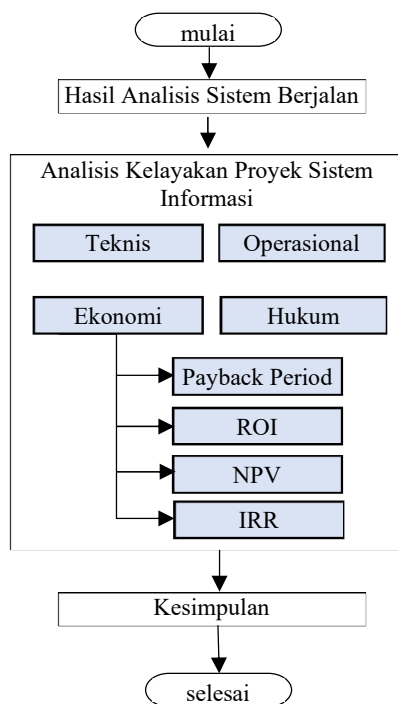 mulai
Hasil Analisis Sistem Berjalan
Analisis Kelayakan Proyek Sistem
Informasi
Teknis
Operasional
Ekonomi
Hukum
Payback Period
ROI
NPV
IRR
Kesimpulan
selesai